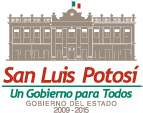 San Luis Potosí
Un Gobierno para Todos
GOBIERNO DEL ESTADO
2009 - 2015